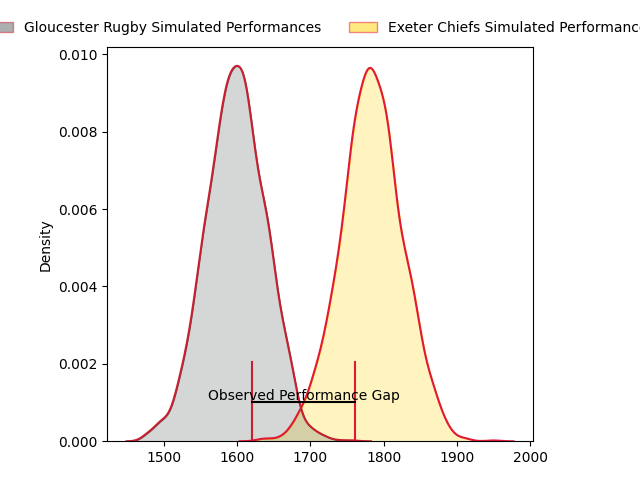 Gloucester Rugby Simulated Performances
Exeter Chiefs Simulated
0.010
0.008
0.006
0.004
0.002
0.000
Density
Observed Performance Gap
1500 1600 1700 1800 1900 2000